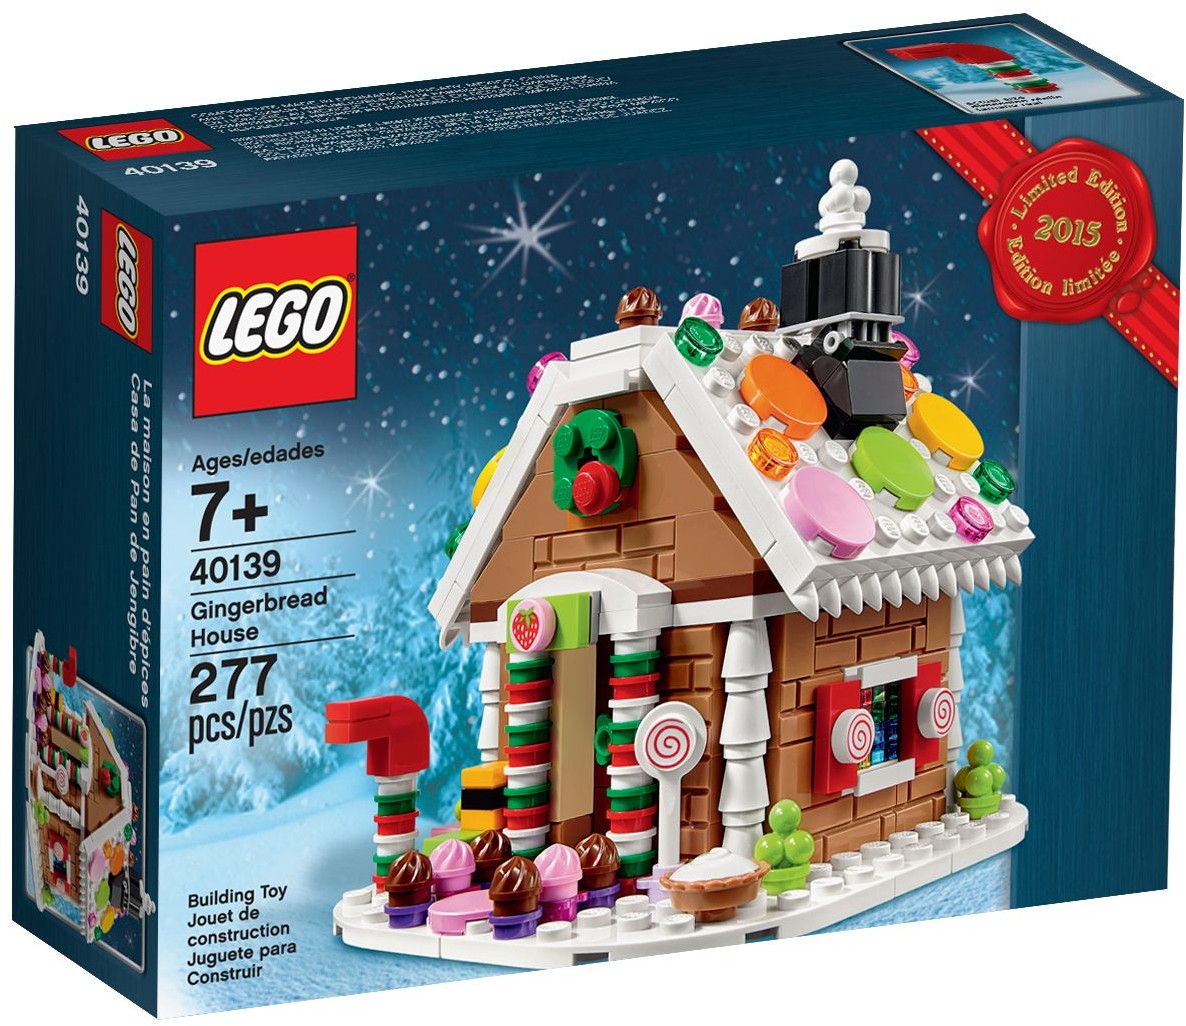 LEGO
40139
Limited Edition
2015
Edition limitée
LEGO
40139
La maison en pain d'épices
Casa de Pan de Jengibre
LEGO®
Ages/edades
7+
40139
Gingerbread
House
277
pcs/pzs
Building Toy
Jouet de
construction
Juguete para
Construir